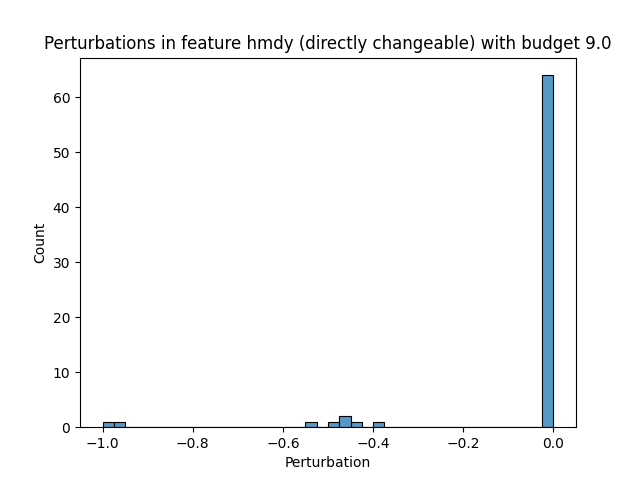 Perturbations in feature hmdy (directly changeable) with budget 9.0
60
50
40
30
20
10
0
Count
−1.0 −0.8 −0.6 −0.4 −0.2 0.0
Perturbation